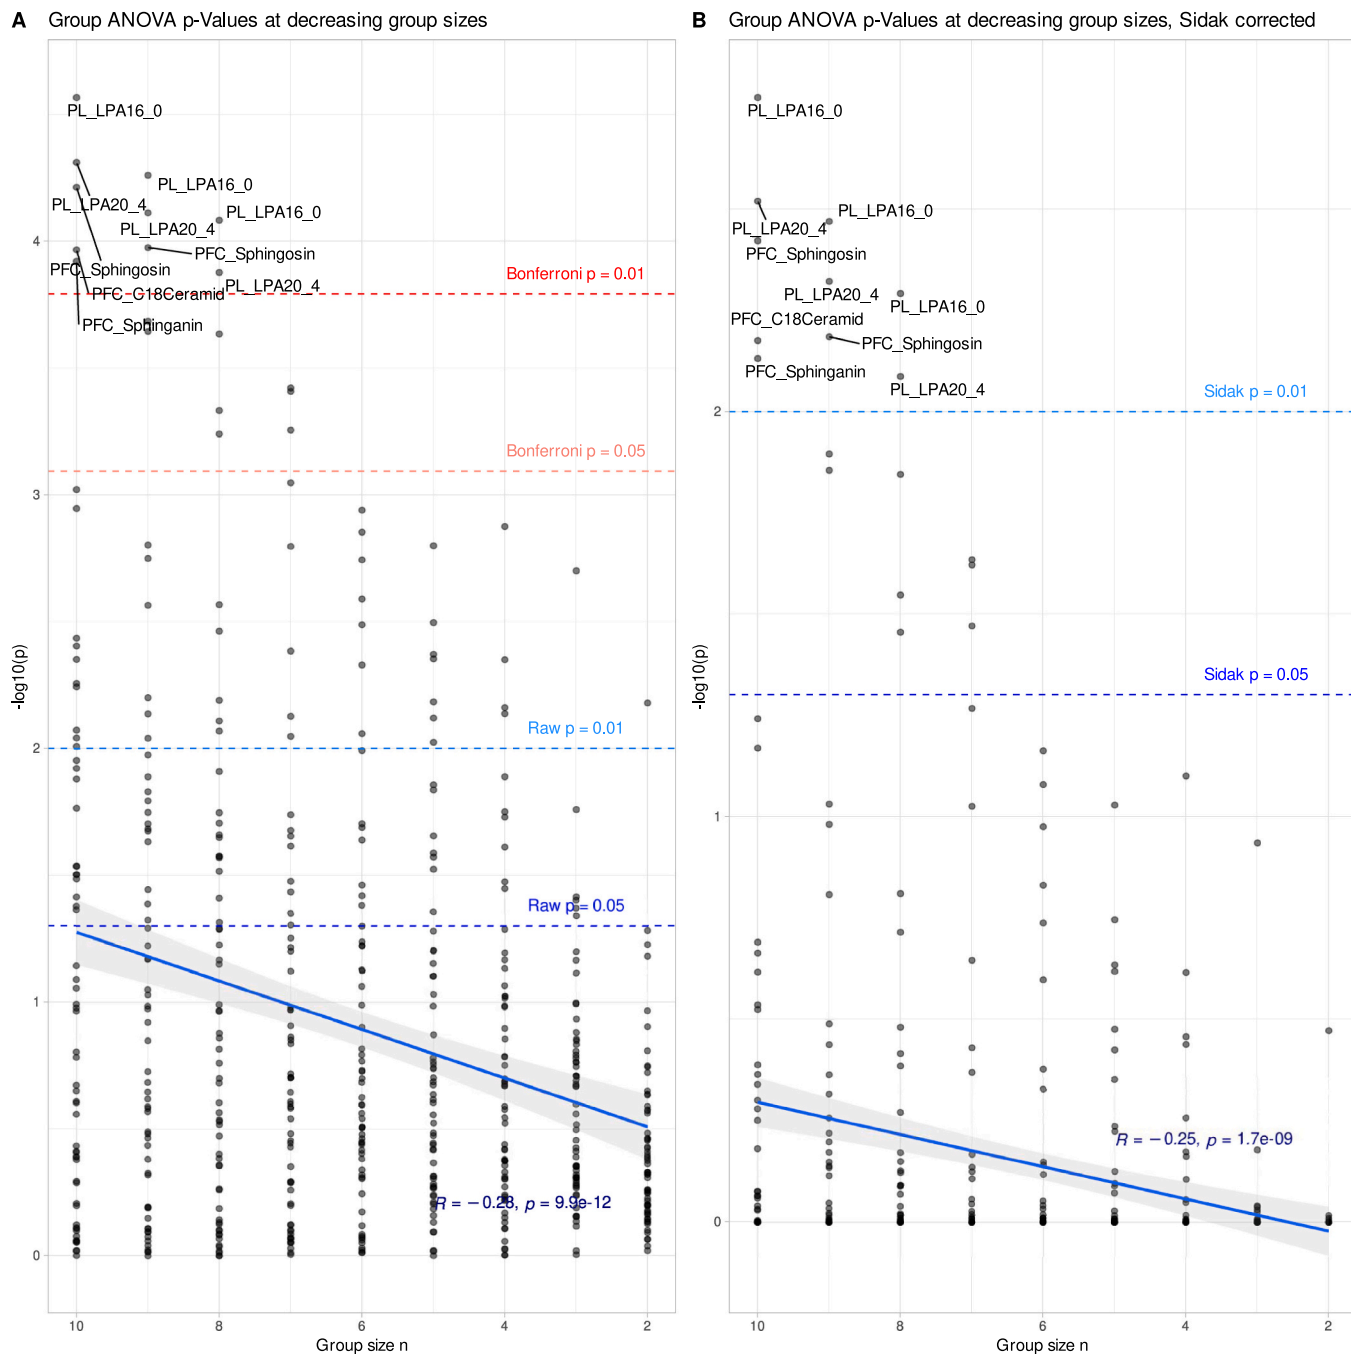 A Group ANOVA p-Values at decreasing group sizes
PL_LPA16_0
PL_LPA16_0
PL_LPA20_4
PL_LPA16_0
PL_LPA20_4
PFC_Sphingosin
PFC_Sphingosin
Bonferroni p = 0.01
PL_LPA20_4
PFC_C18Ceramid
PFC_Sphinganin
Bonferroni p = 0.05
Raw p = 0.01
Raw p = 0.05
R = −0.28, p = 9.9e-12
4
3
2
1
0
-log10(p)
10 8 6 4 2
Group size n
B Group ANOVA p-Values at decreasing group sizes, Sidak corrected
PL_LPA16_0
PL_LPA16_0
PL_LPA20_4
PFC_Sphingosin
PL_LPA20_4
PL_LPA16_0
PFC_C18Ceramid
PFC_Sphingosin
PFC_Sphinganin
PL_LPA20_4
Sidak p = 0.01
Sidak p = 0.05
R = −0.25, p = 1.7e-09
2
1
0
-log10(p)
10 8 6 4 2
Group size n